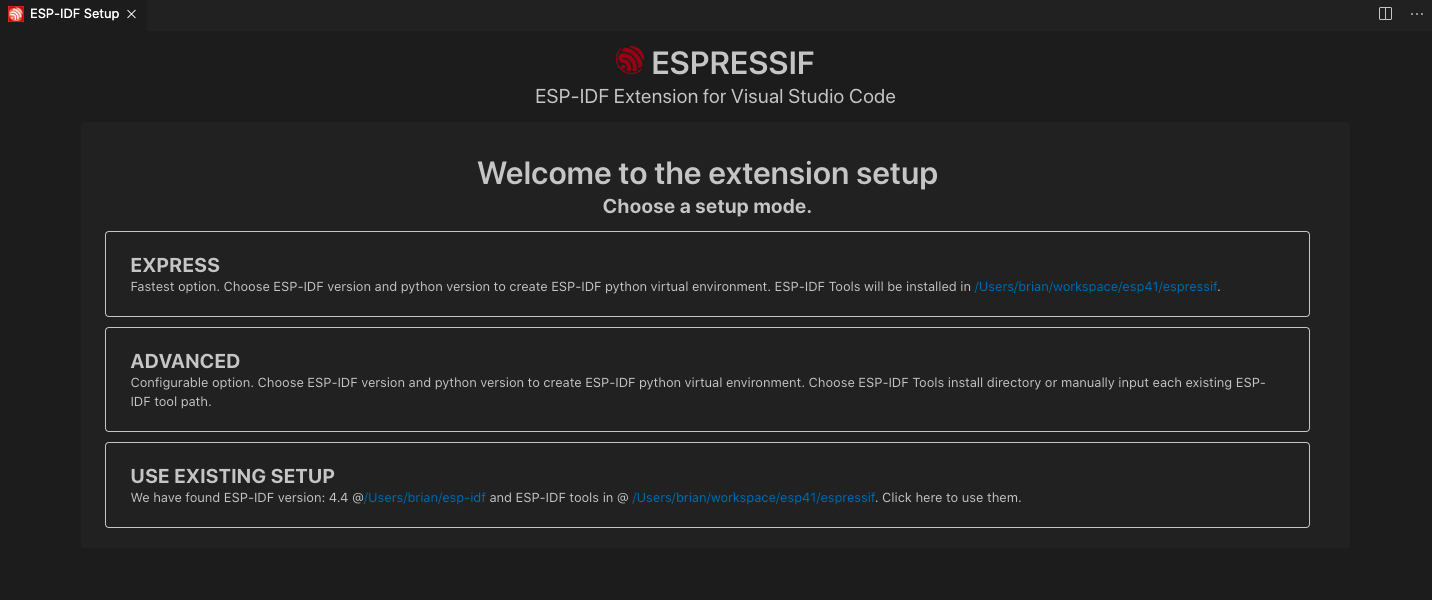 ESP-IDF Setup
ESPRESSIF
ESP-IDF Extension for Visual Studio Code
Welcome to the extension setup
Choose a setup mode.
EXPRESS
Fastest option. Choose ESP-IDF version and python version to create ESP-IDF python virtual environment. ESP-IDF Tools will be installed in /Users/brian/workspace/esp41/espressif.
ADVANCED
Configurable option. Choose ESP-IDF version and python version to create ESP-IDF python virtual environment. Choose ESP-IDF Tools install directory or manually input each existing ESP-
IDF tool path.
USE EXISTING SETUP
We have found ESP-IDF version: 4.4 @/Users/brian/esp-idf and ESP-IDF tools in @ /Users/brian/workspace/esp41/espressif. Click here to use them.